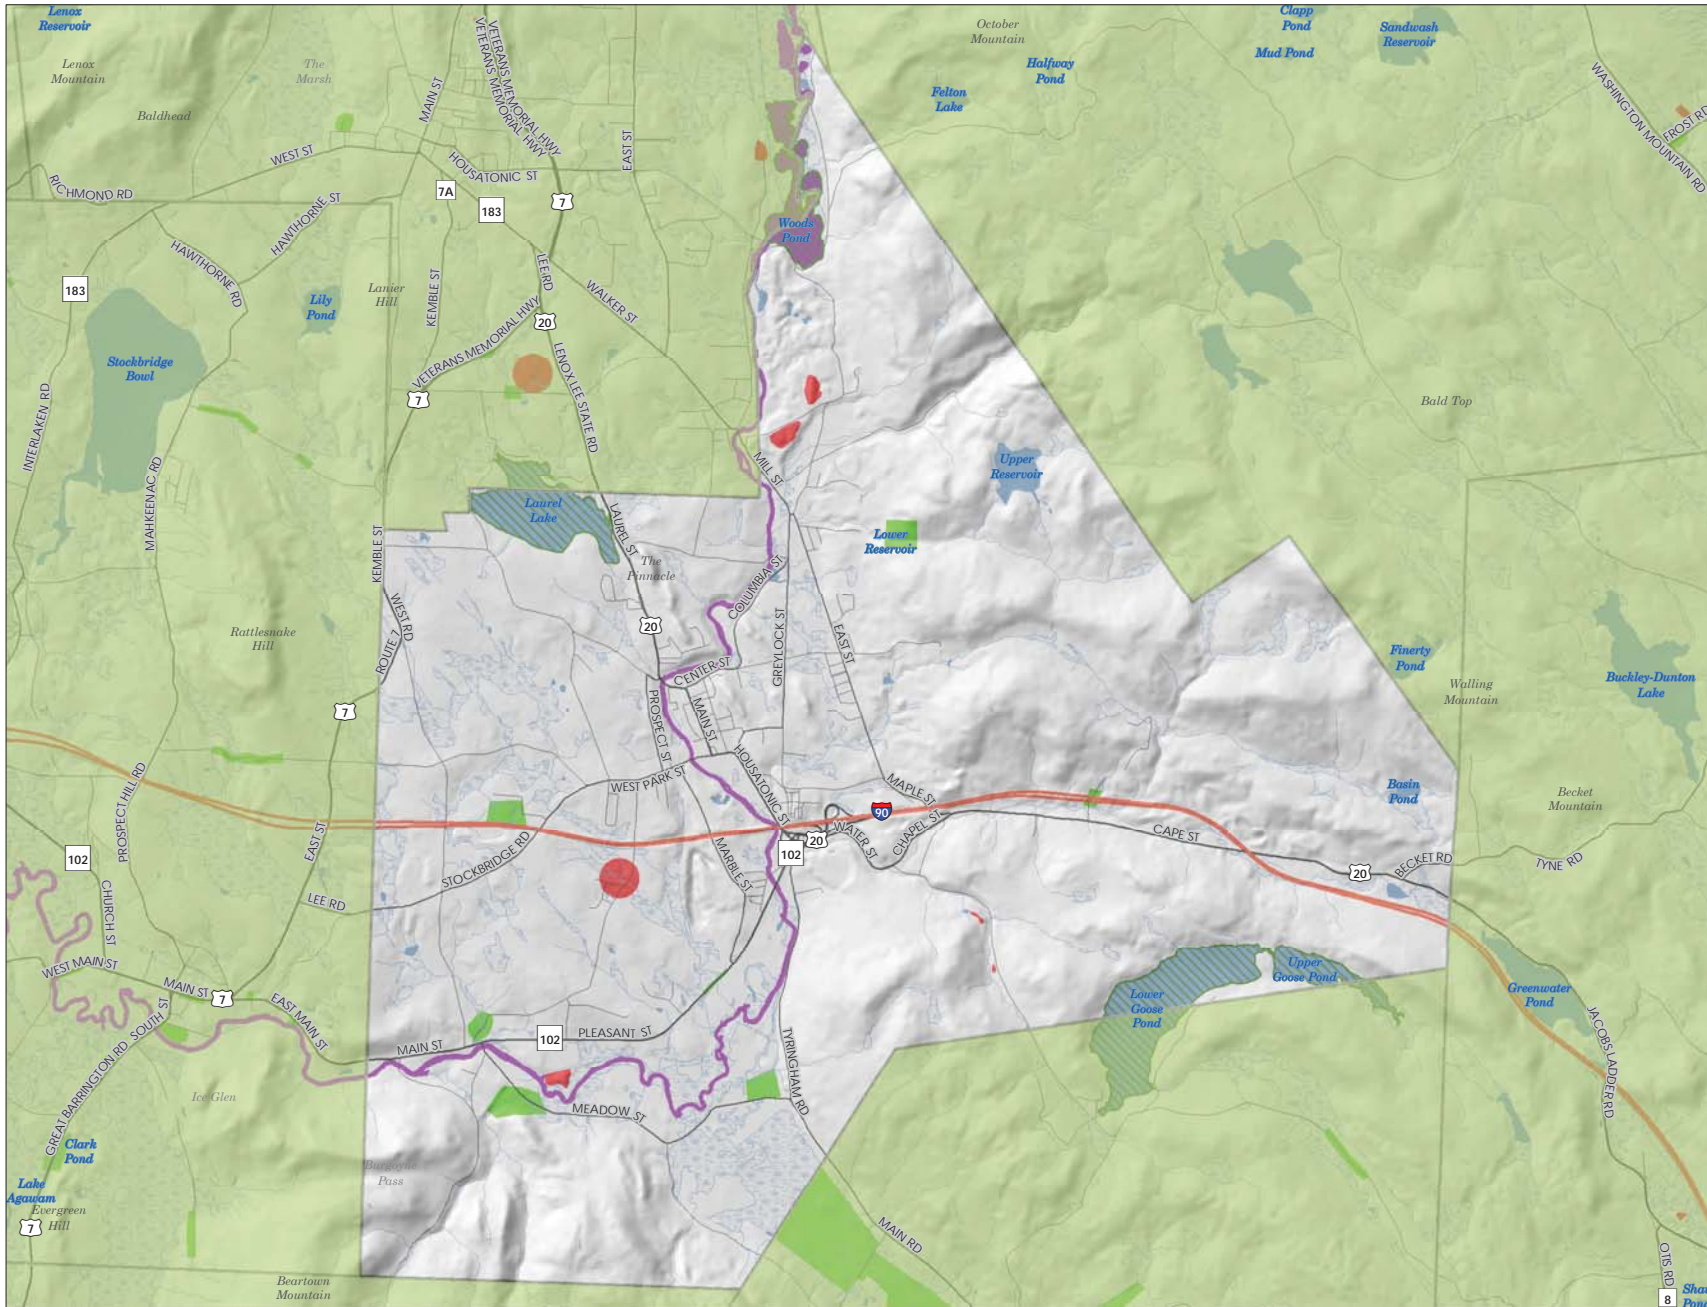 Lenox
Reservoir
Lenox
Mountain
The
Marsh
Baldhead
MAIN ST
VETERANS MEMORIAL HWY
VETERANS MEMORIAL HWY
EAST ST
October
Mountain
Halfway
Pond
Felton
Lake
Clapp
Pond
Mud Pond
Sandwash
Reservoir
WASHINGTON MOUNTAIN RD
FROST RD
WEST ST
HOUSATONIC ST
RICHMOND RD
7A
183
7
HAWTHORNE ST
HAWTHORNE RD
Woods
Pond
183
Lanier
Hill
Lily
Pond
KEMBLE ST
LEE RD
WALKER ST
20
VETERANS MEMORIAL HWY
LENOX LEE STATE RD
7
Stockbridge
Bowl
INTERLAKEN RD
Bald Top
MAHKEENAC RD
MILL ST
Upper
Reservoir
Laurel
Lake
LAUREL ST
Lower
Reservoir
KEMBLE ST
The
Pinnacle
COLUMBIA ST
WEST RD
ROUTE 7
20
GREYLOCK ST
EAST ST
Rattlesnake
Hill
Finerty
Pond
Walling
Mountain
Buckley-Dunton
Lake
CENTER ST
PROSPECT ST
MAIN ST
7
HOUSATONIC ST
WEST PARK ST
MAPLE ST
Basin
Pond
Becket
Mountain
PROSPECT HILL RD
EAST ST
90
20
WATER ST
CHAPEL ST
CAPE ST
102
102
STOCKBRIDGE RD
MARBLE ST
20
BECKET RD
TYNE RD
CHURCH ST
LEE RD
WEST MAIN ST
MAIN ST
7
EAST MAIN ST
SOUTH ST
Upper
Goose Pond
Lower
Goose
Pond
Greenwater
Pond
JACOBS LADDER RD
MAIN ST
102
PLEASANT ST
TYRINGHAM RD
GREAT BARRINGTON RD
Ice Glen
MEADOW ST
Clark
Pond
Burgoyne
Pass
Lake
Agawam
Evergreen
Hill
7
MAIN RD
OTIS RD
Beartown
Mountain
8